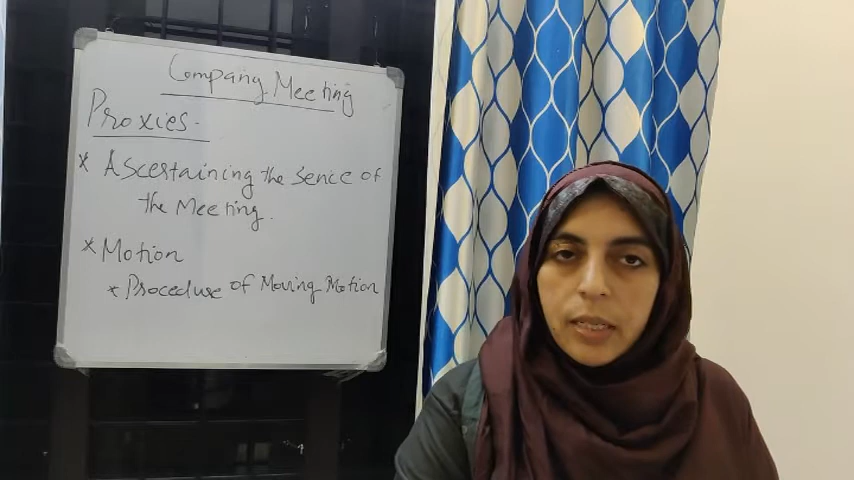 Company Meeting
Proxies-
* Ascertaining the Sence of
the Meeting.
* Motion
* Procedure of Moving Motion